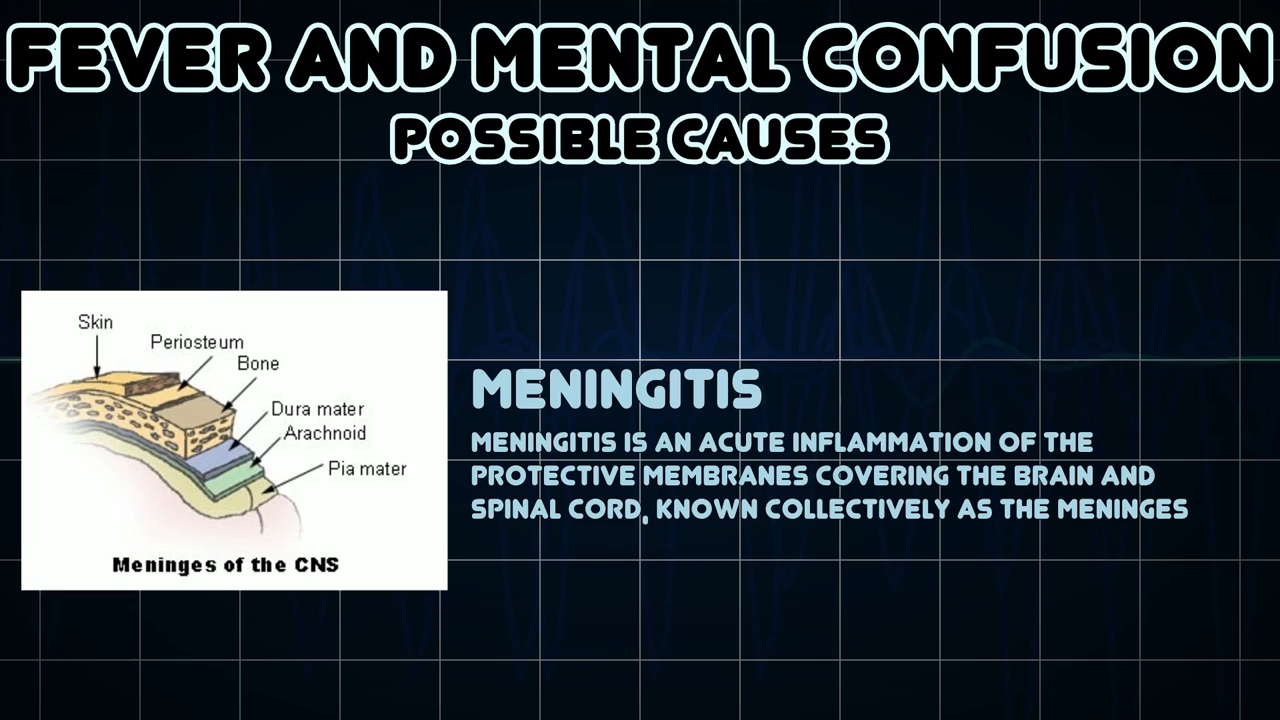 FEVER AND MENTAL CONFUSION
POSSIBLE CAUSES
Skin
Periosteum
Bone
Dura mater
Arachnoid
Pia mater
Meninges of the CNS
MENINGITIS
MENINGITIS IS AN ACUTE INFLAMMATION OF THE
PROTECTIVE MEMBRANES COVERING THE BRAIN AND
SPINAL CORD, KNOWN COLLECTIVELY AS THE MENINGES